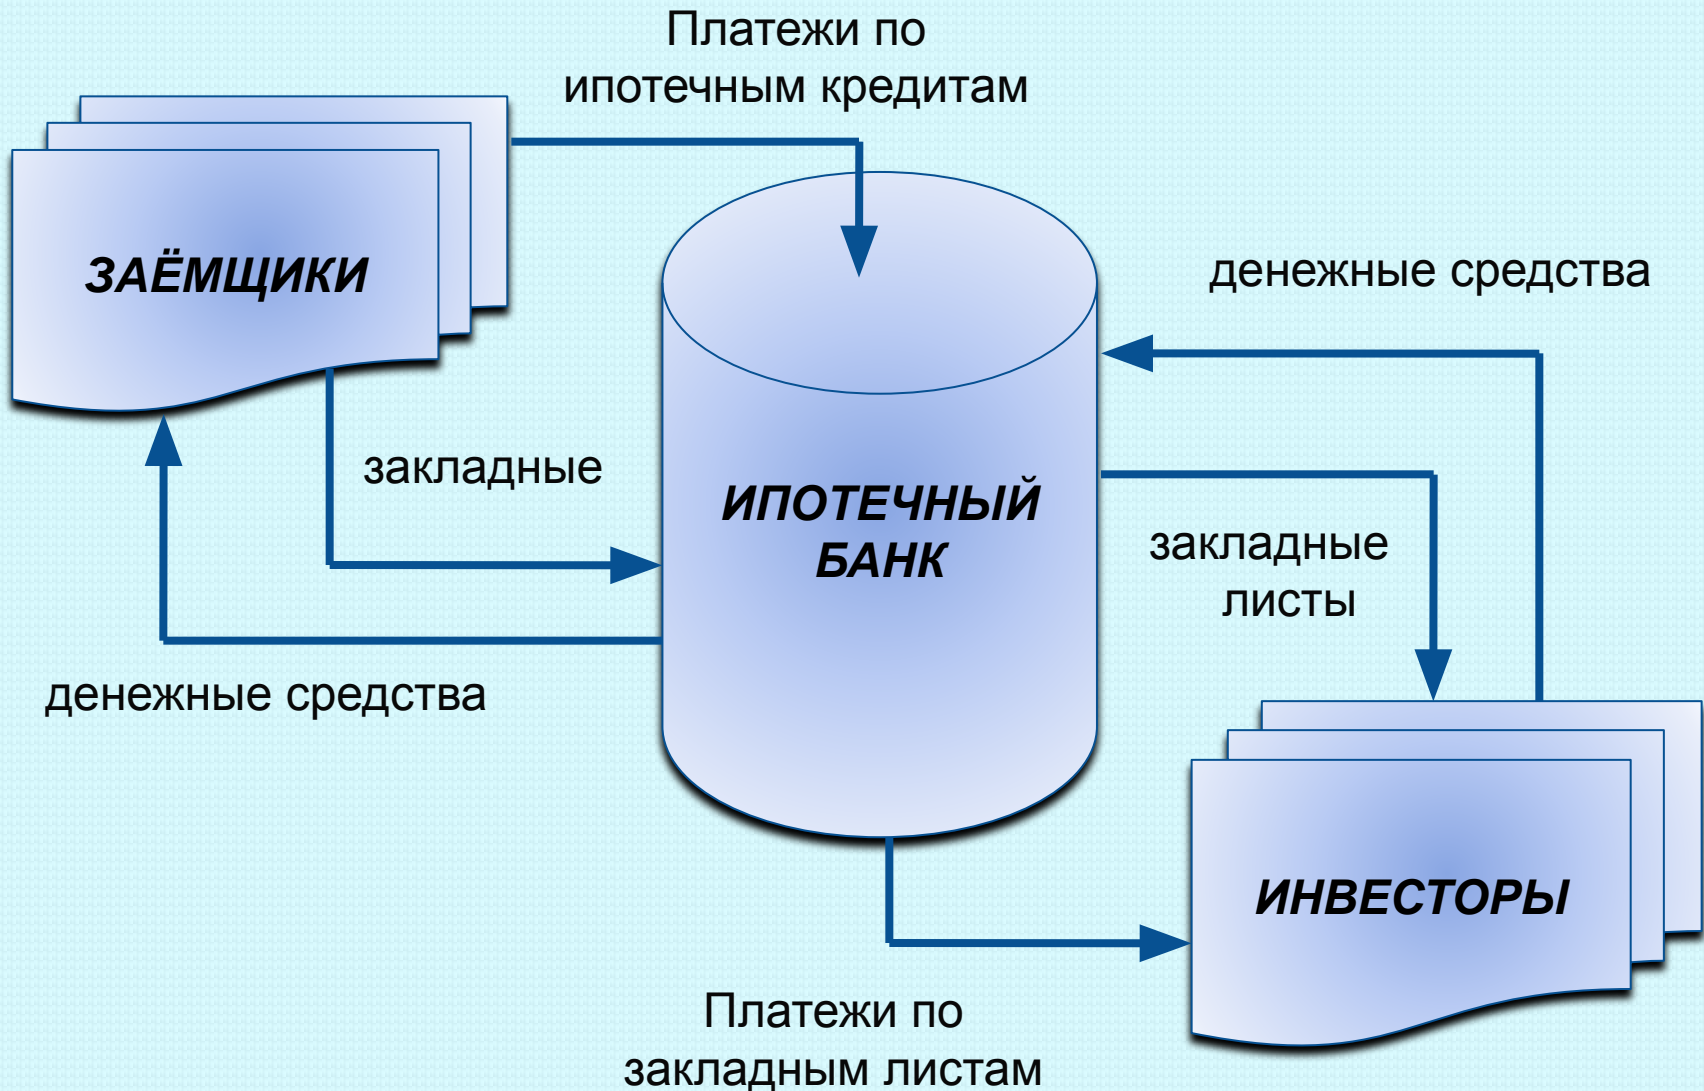 Платежи по
ипотечным кредитам
ЗАЁМЩИКИ
денежные средства
закладные
ИПОТЕЧНЫЙ
БАНК
закладные
листы
денежные средства
ИНВЕСТОРЫ
Платежи по
закладным листам